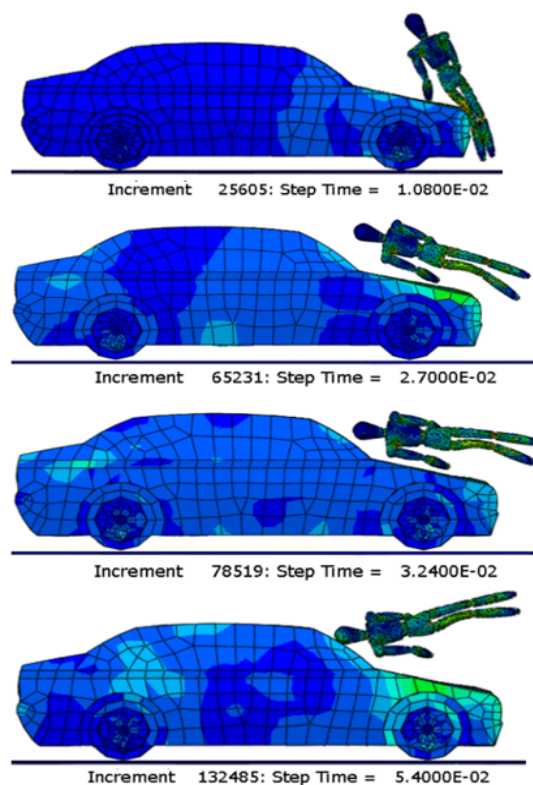 Increment 25605: Step Time = 1.0800E-02
Increment 65231: Step Time = 2.7000E-02
Increment 78519: Step Time = 3.2400E-02
Increment 132485: Step Time = 5.4000E-02